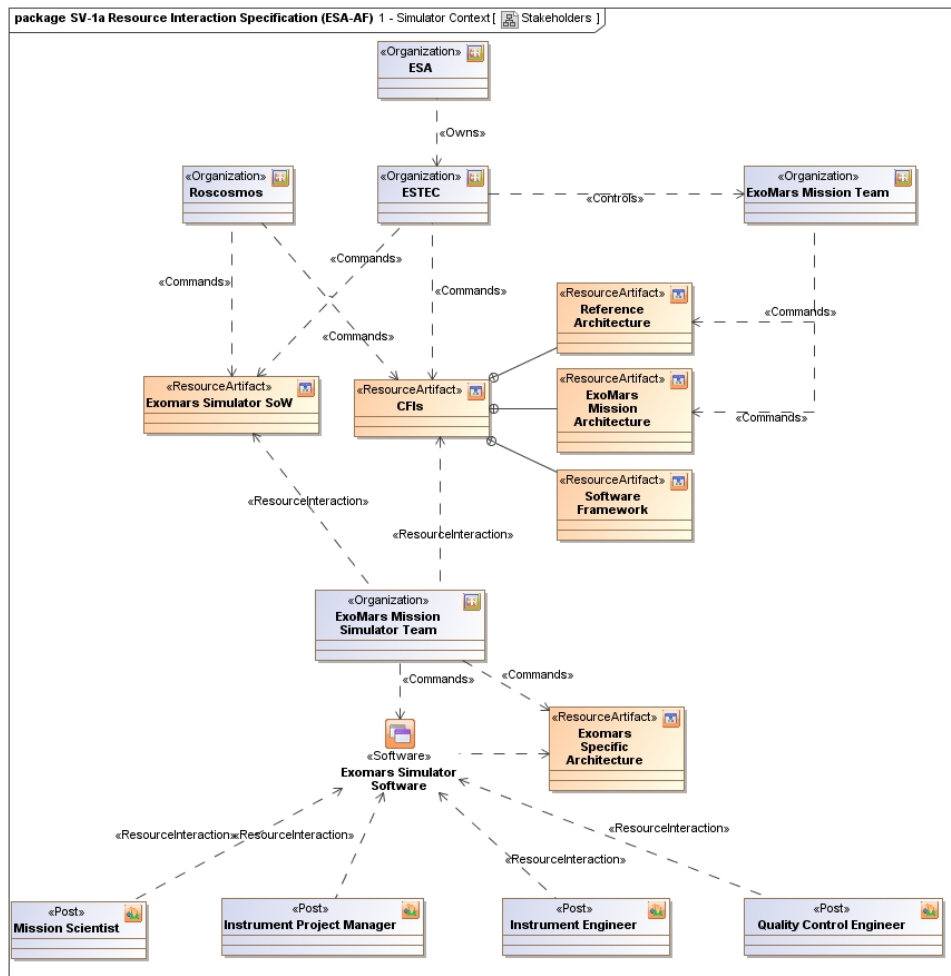 package SV-1a Resource Interaction Specification (ESA-AF) 1 - Simulator Context [ Stakeholders ]
«Organization»
ESA
«Owns»
«Organization»
Roscosmos
«Organization»
ESTEC
«Controls»
«Organization»
ExoMars Mission Team
«Commands»
«Commands»
«Commands»
«Commands»
«Commands»
«Commands»
«ResourceArtifact»
Reference
Architecture
«ResourceArtifact»
Exomars Simulator SoW
«ResourceArtifact»
CFIs
«ResourceArtifact»
ExoMars
Mission
Architecture
«ResourceArtifact»
Software
Framework
«ResourceInteraction»
«ResourceInteraction»
«Organization»
ExoMars Mission
Simulator Team
«Commands»
«Commands»
«ResourceArtifact»
Exomars
Specific
Architecture
«Software»
Exomars Simulator
Software
«ResourceInteraction»
«ResourceInteraction»
«ResourceInteraction»
«ResourceInteraction»
«Post»
Mission Scientist
«Post»
Instrument Project Manager
«Post»
Instrument Engineer
«Post»
Quality Control Engineer